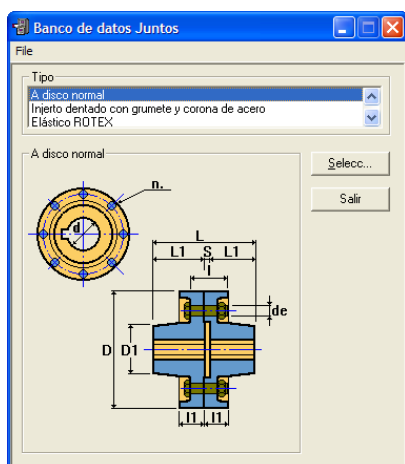 Banco de datos Juntos
File
Tipo
A disco normal
Injerto dentado con grumete y corona de acero
Elástico ROTEX
A disco normal
Selecc...
Salir
n.
d
L
L1 S L1
l
de
D D1
l1 l1